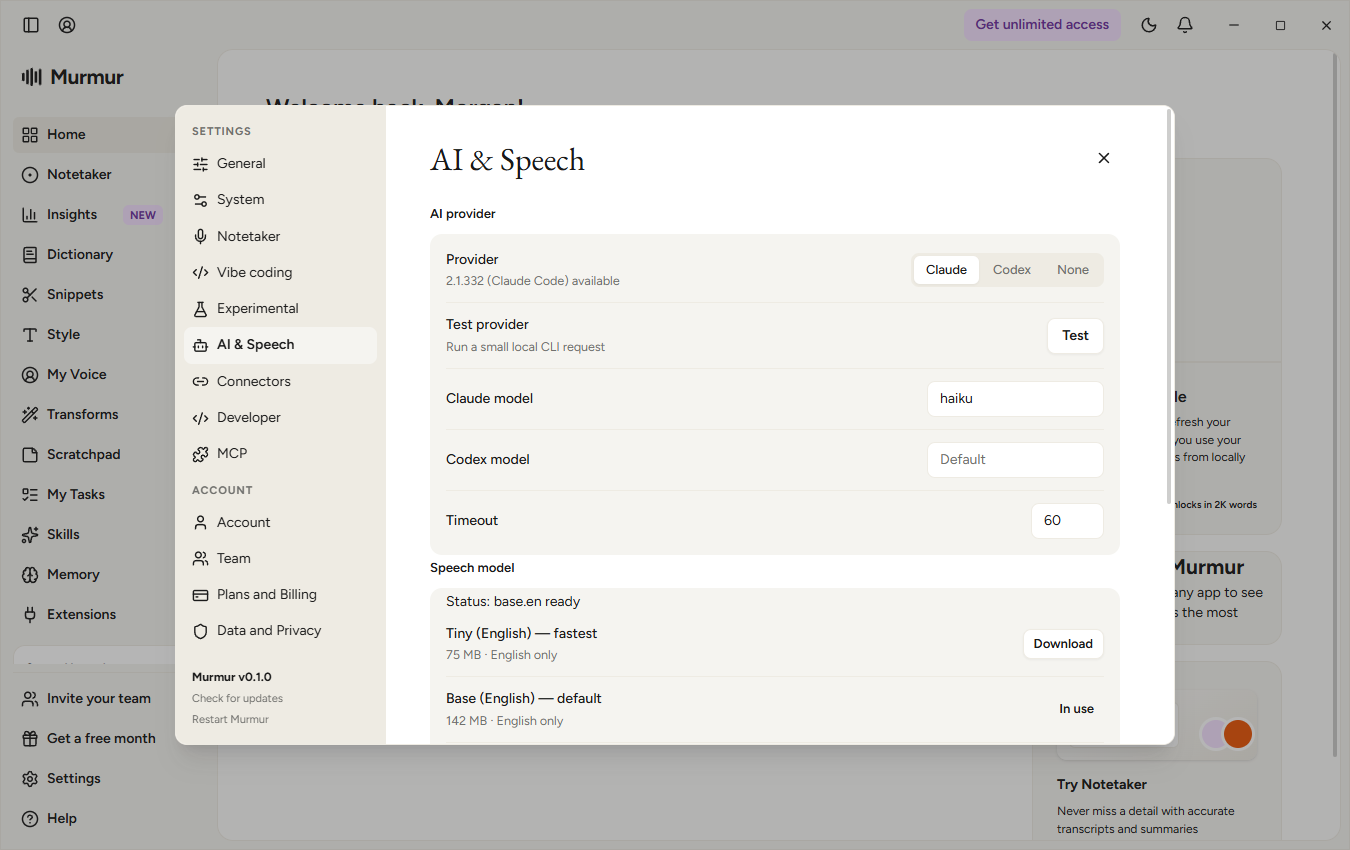 Get unlimited access
Murmur
Home
Notetaker
Insights NEW
Dictionary
Snippets
Style
My Voice
Transforms
Scratchpad
My Tasks
Skills
Memory
Extensions
Invite your team
Get a free month
Settings
Help
SETTINGS
General
System
Notetaker
Vibe coding
Experimental
AI & Speech
Connectors
Developer
MCP
ACCOUNT
Account
Team
Plans and Billing
Data and Privacy
Murmur v0.1.0
Check for updates
Restart Murmur
AI & Speech
AI provider
Provider
2.1.332 (Claude Code) available
Claude Codex None
Test provider
Run a small local CLI request
Test
Claude model
haiku
Codex model
Default
Timeout
60
Speech model
Status: base.en ready
Tiny (English) — fastest
75 MB · English only
Download
Base (English) — default
142 MB · English only
In use
Welcome back, Morgan!
efresh your
you use your
s from locally
nlocks in 2K words
Murmur
any app to see
s the most
Try Notetaker
Never miss a detail with accurate
transcripts and summaries